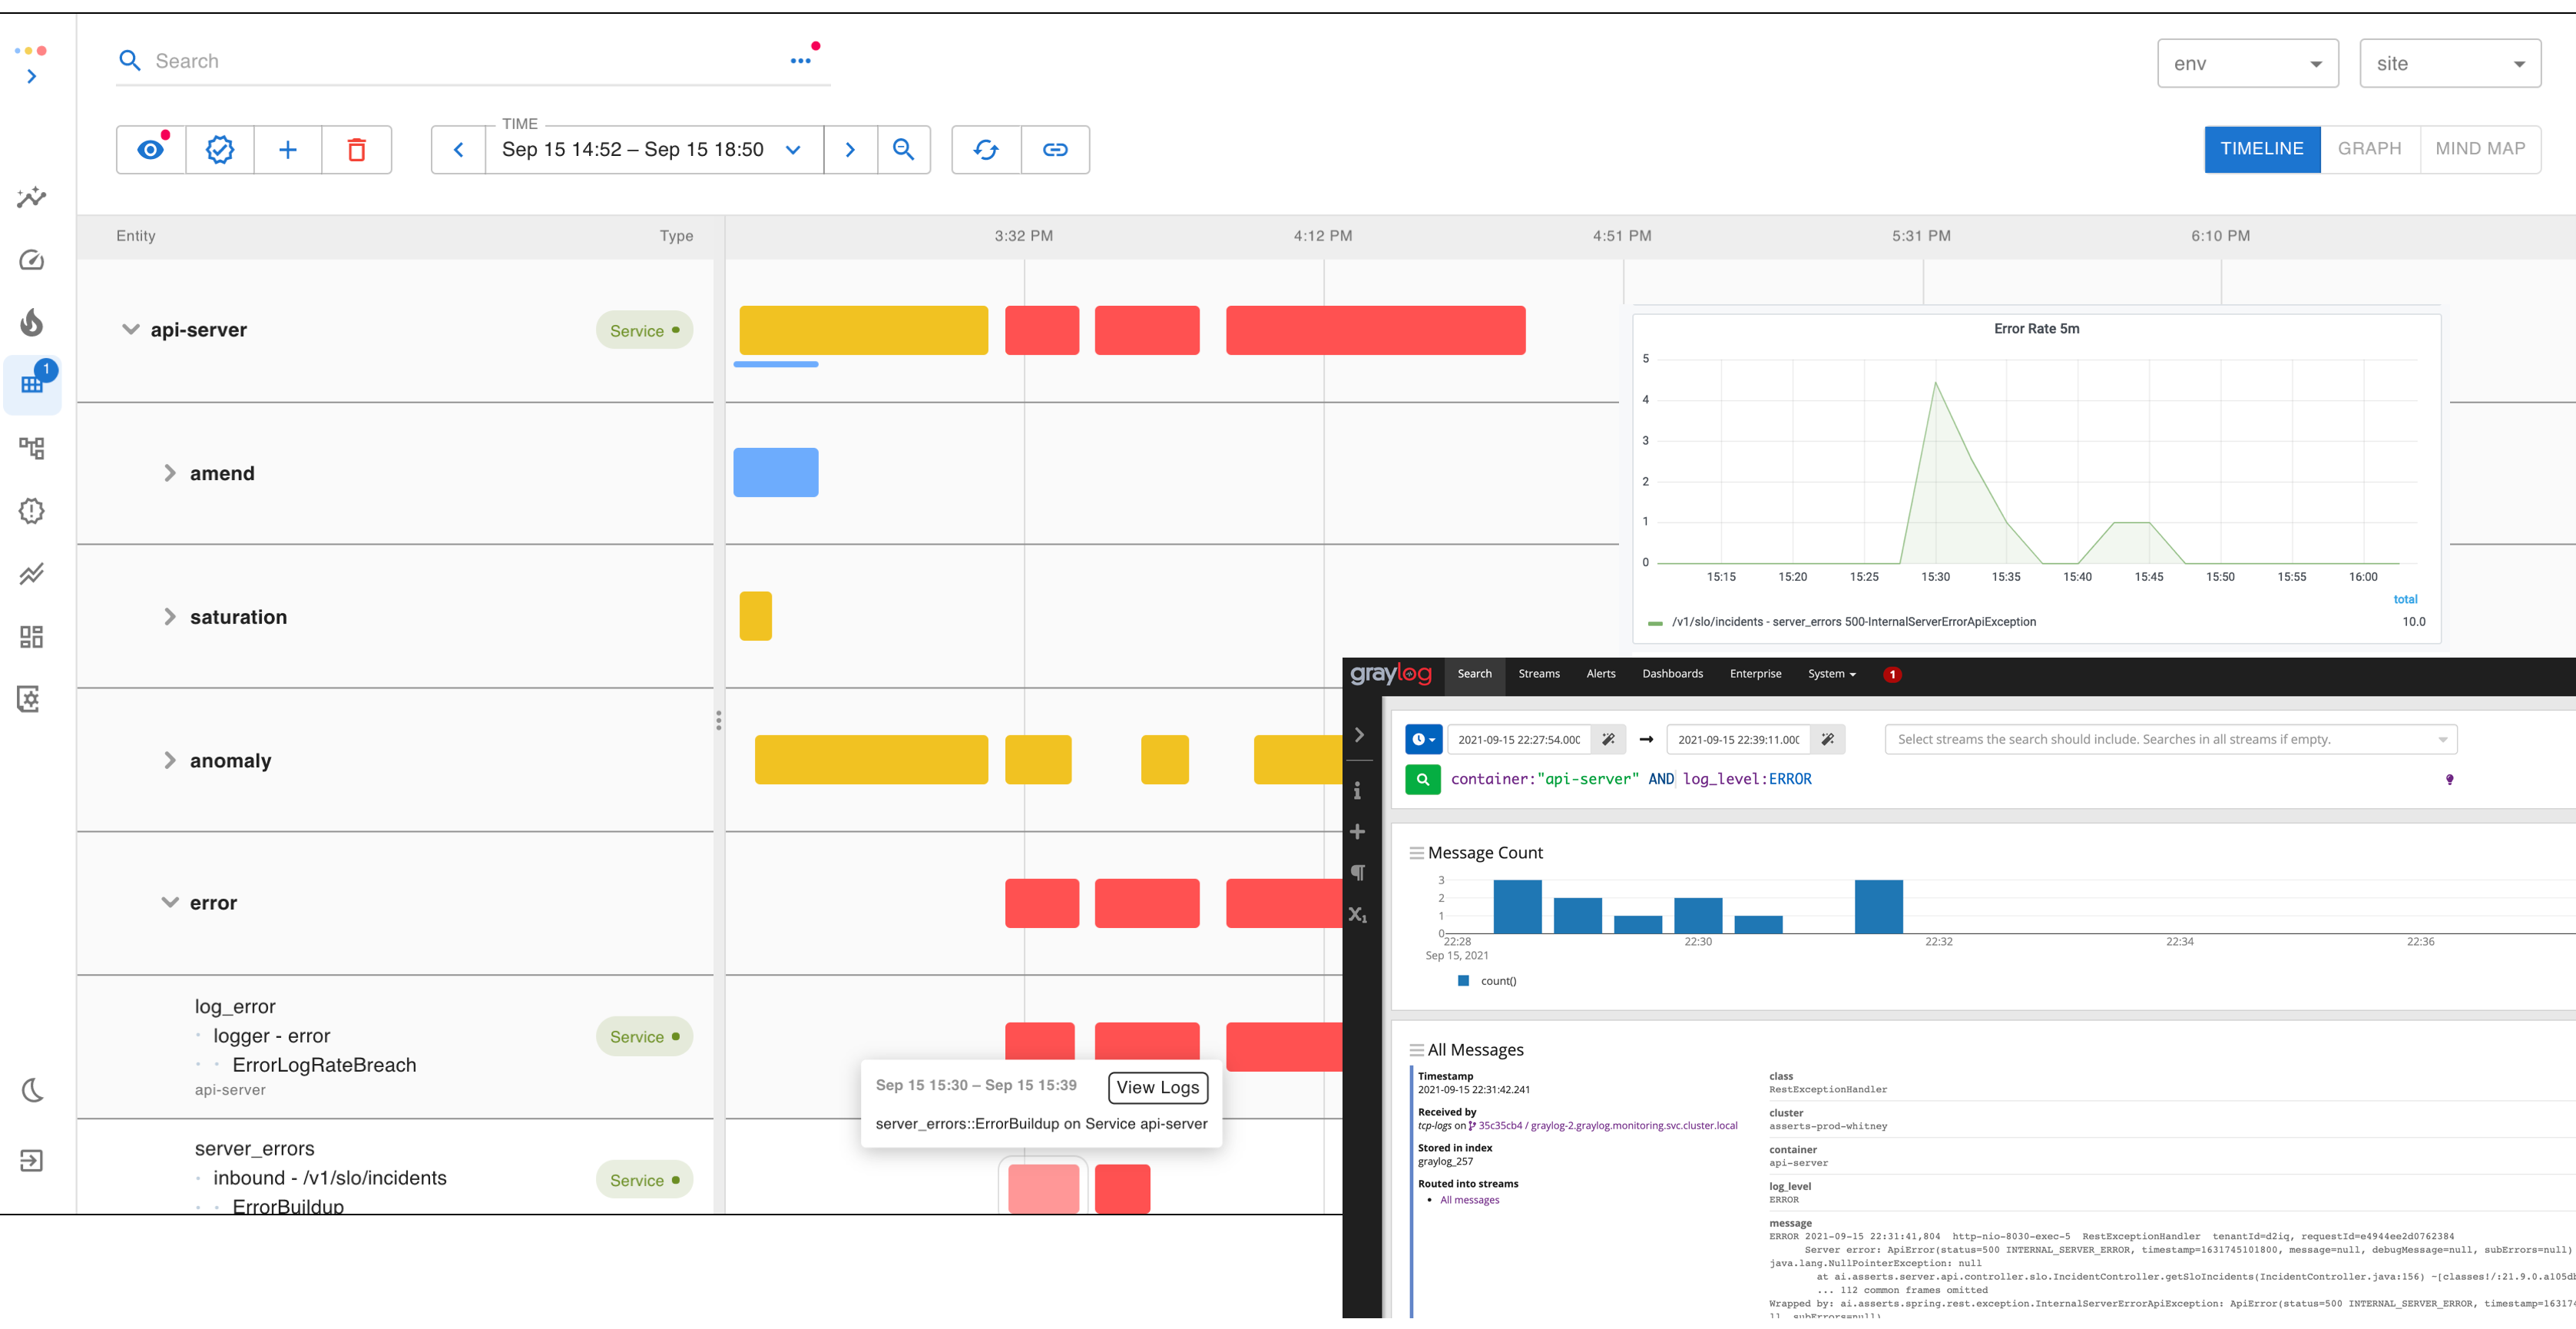 Search
env
site
TIME
Sep 15 14:52 – Sep 15 18:50
TIMELINE
GRAPH
MIND MAP
Entity
Type
3:32 PM
4:12 PM
4:51 PM
5:31 PM
6:10 PM
1
api-server
Service
amend
saturation
anomaly
error
log_error
logger - error
ErrorLogRateBreach
api-server
Service
server_errors
inbound - /v1/slo/incidents
ErrorBuildup
Service
Sep 15 15:30 – Sep 15 15:39
View Logs
server_errors::ErrorBuildup on Service api-server
Error Rate 5m
5
4
3
2
1
0
15:15 15:20 15:25 15:30 15:35 15:40 15:45 15:50 15:55 16:00
total
/v1/slo/incidents - server_errors 500-InternalServerErrorApiException 10.0
graylog
Search
Streams
Alerts
Dashboards
Enterprise
System
1
2021-09-15 22:27:54.000
2021-09-15 22:39:11.000
Select streams the search should include. Searches in all streams if empty.
container:"api-server" AND log_level:ERROR
Message Count
3
2
1
0
22:28 22:30 22:32 22:34 22:36
Sep 15, 2021
count()
All Messages
Timestamp
2021-09-15 22:31:42.241
Received by
tcp-logs on 35c35cb4 / graylog-2.graylog.monitoring.svc.cluster.local
Stored in index
graylog_257
Routed into streams
• All messages
class
RestExceptionHandler
cluster
asserts-prod-whitney
container
api-server
log_level
ERROR
message
ERROR 2021-09-15 22:31:41,804 http-nio-8030-exec-5 RestExceptionHandler tenantId=d2iq, requestId=e4944ee2d0762384
Server error: ApiError(status=500 INTERNAL_SERVER_ERROR, timestamp=1631745101800, message=null, debugMessage=null, subErrors=null)
java.lang.NullPointerException: null
at ai.asserts.server.api.controller.slo.IncidentController.getSloIncidents(IncidentController.java:156) ~[classes!/:21.9.0.a105d
... 112 common frames omitted
Wrapped by: ai.asserts.spring.rest.exception.InternalServerErrorApiException: ApiError(status=500 INTERNAL_SERVER_ERROR, timestamp=16317
ll, subErrors=null)